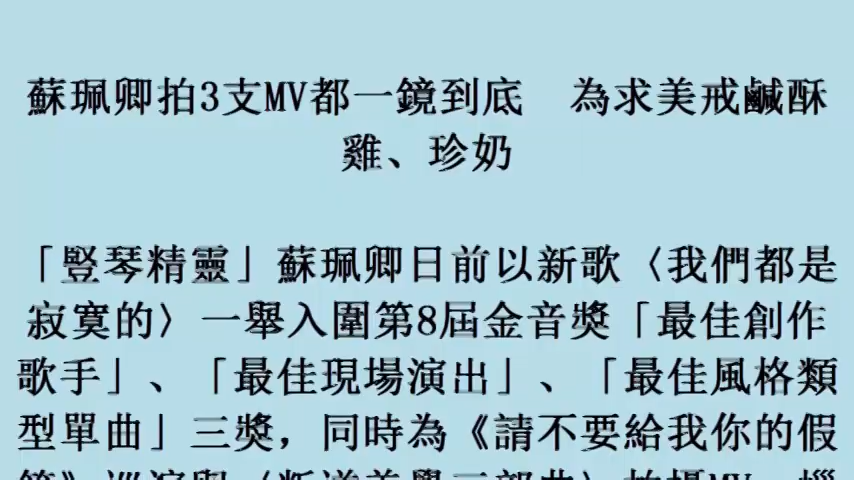 蘇珮卿拍3支MV都一鏡到底　為求美戒鹹酥
雞、珍奶
「豎琴精靈」蘇珮卿日前以新歌〈我們都是
寂寞的〉一舉入圍第8屆金音獎「最佳創作
歌手」、「最佳現場演出」、「最佳風格類
型單曲」三獎，同時為《請不要給我你的假